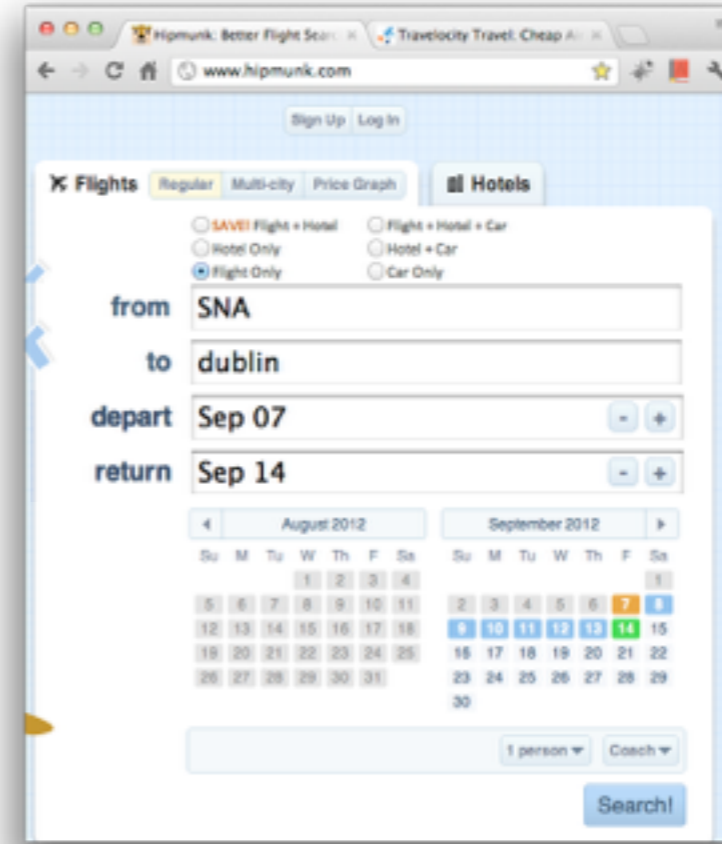 Hipmunk: Better Flight Sear Travelocity Travel: Cheap Ai
www.hipmunk.com
Sign Up Log In
Flights Regular Multi-city Price Graph Hotels
SAVE! Flight + Hotel Flight + Hotel + Car
Hotel Only Hotel + Car
Flight Only Car Only
from SNA
to dublin
depart Sep 07 - +
return Sep 14 - +
August 2012 September 2012
Su M Tu W Th F Sa Su M Tu W Th F Sa
1 2 3 4 1
5 6 7 8 9 10 11 2 3 4 5 6 7 8
12 13 14 15 16 17 18 9 10 11 12 13 14 15
19 20 21 22 23 24 25 16 17 18 19 20 21 22
26 27 28 29 30 31 23 24 25 26 27 28 29
30
1 person Coach
Search!